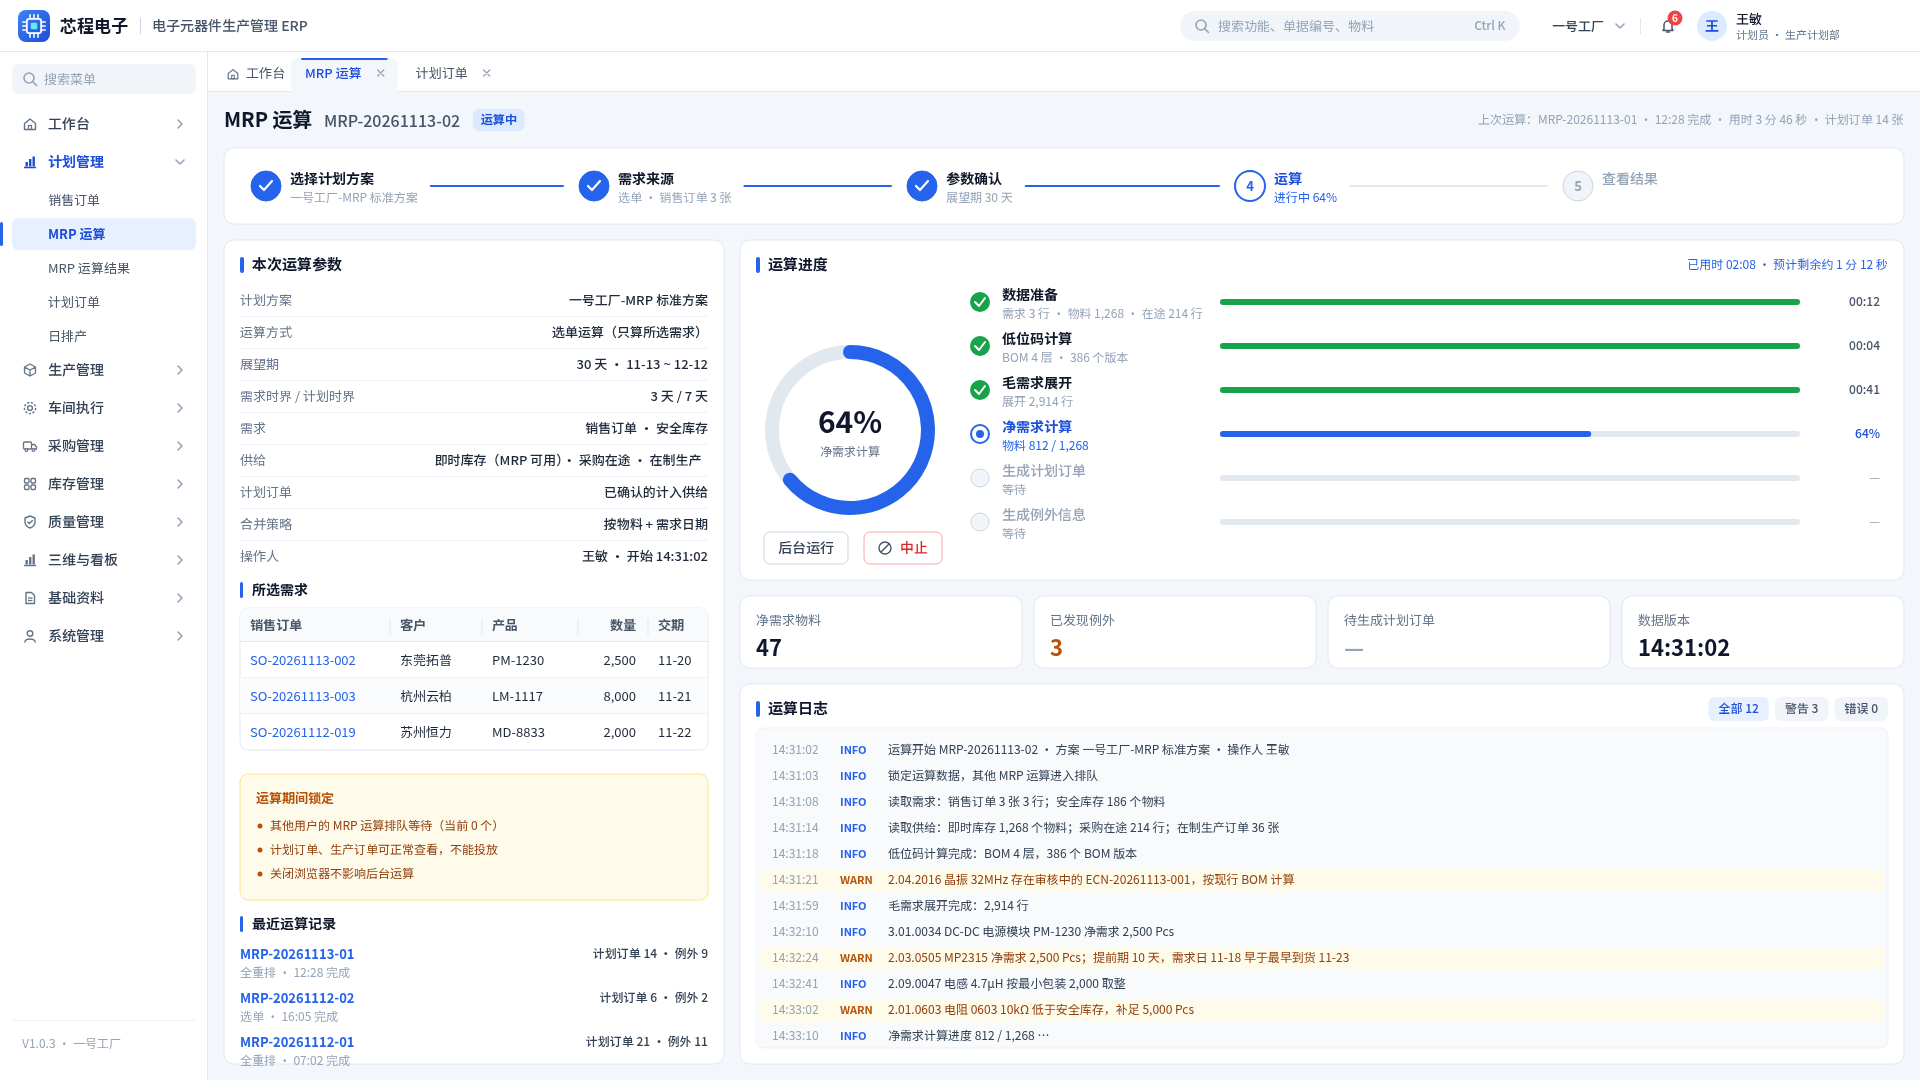 芯程电子
电子元器件生产管理 ERP
搜索功能、单据编号、物料
Ctrl K
一号工厂
6
王
王敏
计划员 · 生产计划部
搜索菜单
工作台
计划管理
销售订单
MRP 运算
MRP 运算结果
计划订单
日排产
生产管理
车间执行
采购管理
库存管理
质量管理
三维与看板
基础资料
系统管理
V1.0.3 · 一号工厂
工作台
MRP 运算
计划订单
MRP 运算
MRP-20261113-02
运算中
上次运算：MRP-20261113-01 · 12:28 完成 · 用时 3 分 46 秒 · 计划订单 14 张
选择计划方案
一号工厂-MRP 标准方案
需求来源
选单 · 销售订单 3 张
参数确认
展望期 30 天
4
运算
进行中 64%
5
查看结果
本次运算参数
计划方案
一号工厂-MRP 标准方案
运算方式
选单运算（只算所选需求）
展望期
30 天 · 11-13 ~ 12-12
需求时界 / 计划时界
3 天 / 7 天
需求
销售订单 · 安全库存
供给
即时库存（MRP 可用）· 采购在途 · 在制生产
计划订单
已确认的计入供给
合并策略
按物料 + 需求日期
操作人
王敏 · 开始 14:31:02
所选需求
销售订单 客户 产品 数量 交期
SO-20261113-002 东莞拓普 PM-1230 2,500 11-20
SO-20261113-003 杭州云柏 LM-1117 8,000 11-21
SO-20261112-019 苏州恒力 MD-8833 2,000 11-22
运算期间锁定
其他用户的 MRP 运算排队等待（当前 0 个）
计划订单、生产订单可正常查看，不能投放
关闭浏览器不影响后台运算
最近运算记录
MRP-20261113-01
计划订单 14 · 例外 9
全重排 · 12:28 完成
MRP-20261112-02
计划订单 6 · 例外 2
选单 · 16:05 完成
MRP-20261112-01
计划订单 21 · 例外 11
全重排 · 07:02 完成
运算进度
已用时 02:08 · 预计剩余约 1 分 12 秒
64%
净需求计算
后台运行
中止
数据准备
需求 3 行 · 物料 1,268 · 在途 214 行
00:12
低位码计算
BOM 4 层 · 386 个版本
00:04
毛需求展开
展开 2,914 行
00:41
净需求计算
物料 812 / 1,268
64%
生成计划订单
等待
—
生成例外信息
等待
—
净需求物料
47
已发现例外
3
待生成计划订单
—
数据版本
14:31:02
运算日志
全部 12
警告 3
错误 0
14:31:02 INFO 运算开始 MRP-20261113-02 · 方案 一号工厂-MRP 标准方案 · 操作人 王敏
14:31:03 INFO 锁定运算数据，其他 MRP 运算进入排队
14:31:08 INFO 读取需求：销售订单 3 张 3 行；安全库存 186 个物料
14:31:14 INFO 读取供给：即时库存 1,268 个物料；采购在途 214 行；在制生产订单 36 张
14:31:18 INFO 低位码计算完成：BOM 4 层，386 个 BOM 版本
14:31:21 WARN 2.04.2016 晶振 32MHz 存在审核中的 ECN-20261113-001，按现行 BOM 计算
14:31:59 INFO 毛需求展开完成：2,914 行
14:32:10 INFO 3.01.0034 DC-DC 电源模块 PM-1230 净需求 2,500 Pcs
14:32:24 WARN 2.03.0505 MP2315 净需求 2,500 Pcs；提前期 10 天，需求日 11-18 早于最早到货 11-23
14:32:41 INFO 2.09.0047 电感 4.7μH 按最小包装 2,000 取整
14:33:02 WARN 2.01.0603 电阻 0603 10kΩ 低于安全库存，补足 5,000 Pcs
14:33:10 INFO 净需求计算进度 812 / 1,268 ···